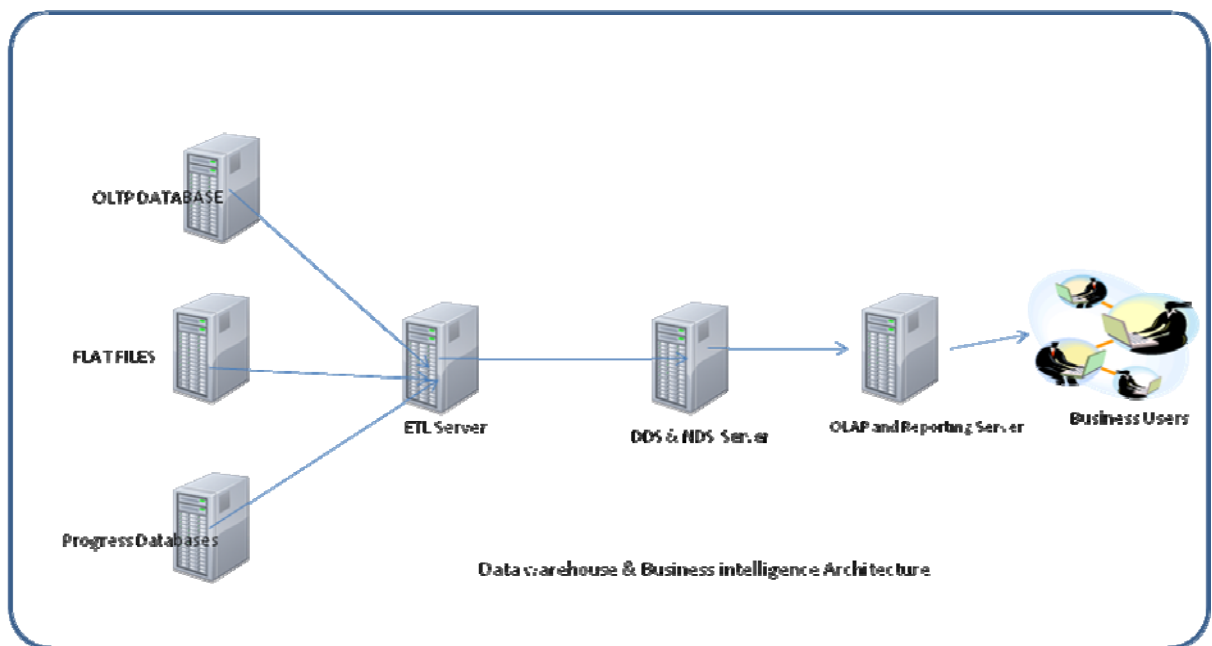 OLTP DATABASE
FLAT FILES
ETL Server
DDS & NDS Server
OLAP and Reporting Server
Business Users
Progress Databases
Data warehouse & Business intelligence Architecture